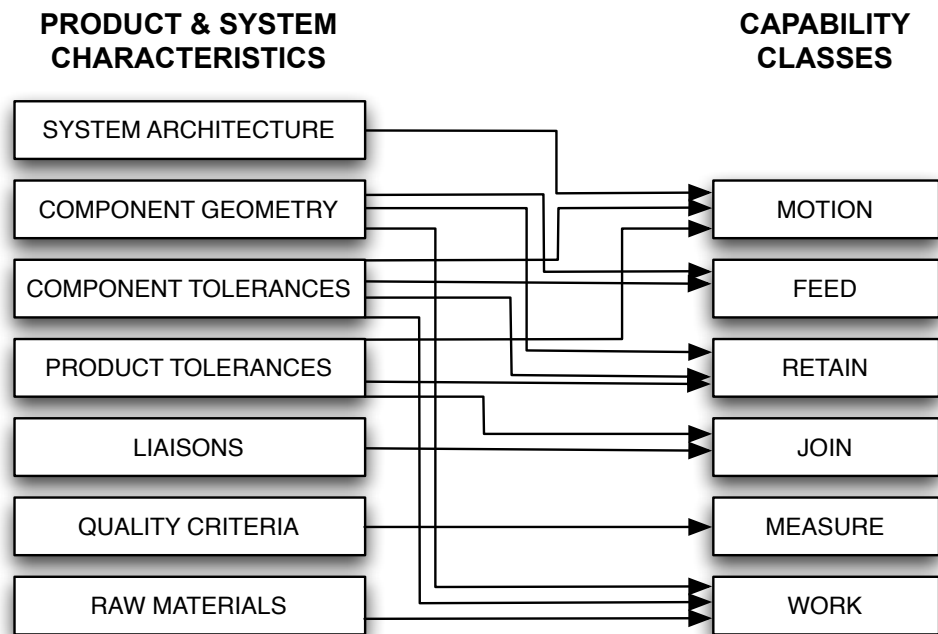 PRODUCT & SYSTEM
CHARACTERISTICS
CAPABILITY
CLASSES
SYSTEM ARCHITECTURE
COMPONENT GEOMETRY
COMPONENT TOLERANCES
PRODUCT TOLERANCES
LIAISONS
QUALITY CRITERIA
RAW MATERIALS
MOTION
FEED
RETAIN
JOIN
MEASURE
WORK